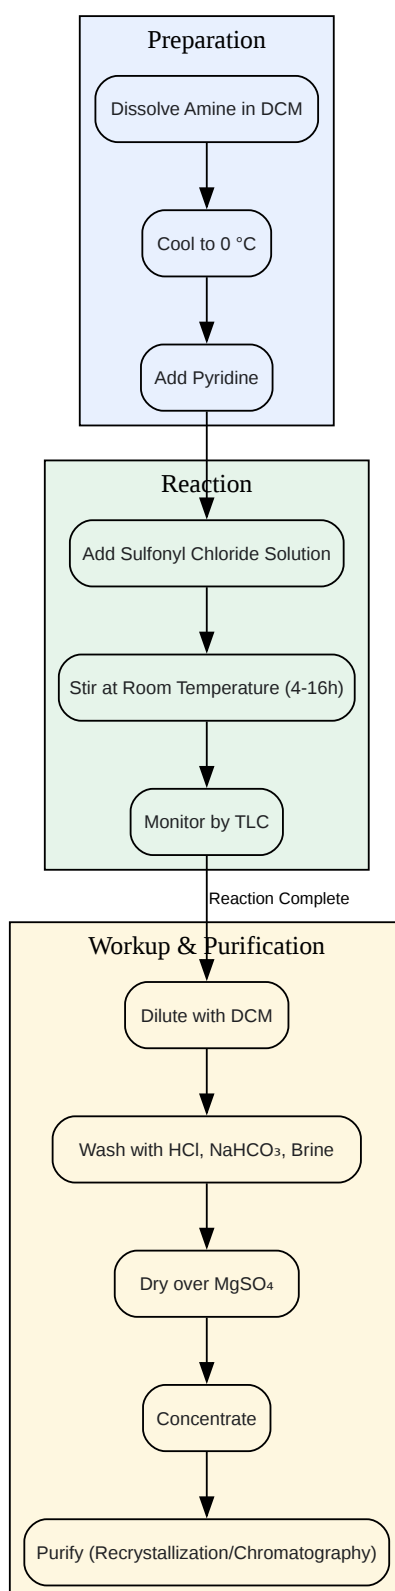 Preparation
Dissolve Amine in DCM
Cool to 0 °C
Add Pyridine
Reaction
Add Sulfonyl Chloride Solution
Stir at Room Temperature (4-16h)
Monitor by TLC
Reaction Complete
Workup & Purification
Dilute with DCM
Wash with HCl, NaHCO₃, Brine
Dry over MgSO₄
Concentrate
Purify (Recrystallization/Chromatography)